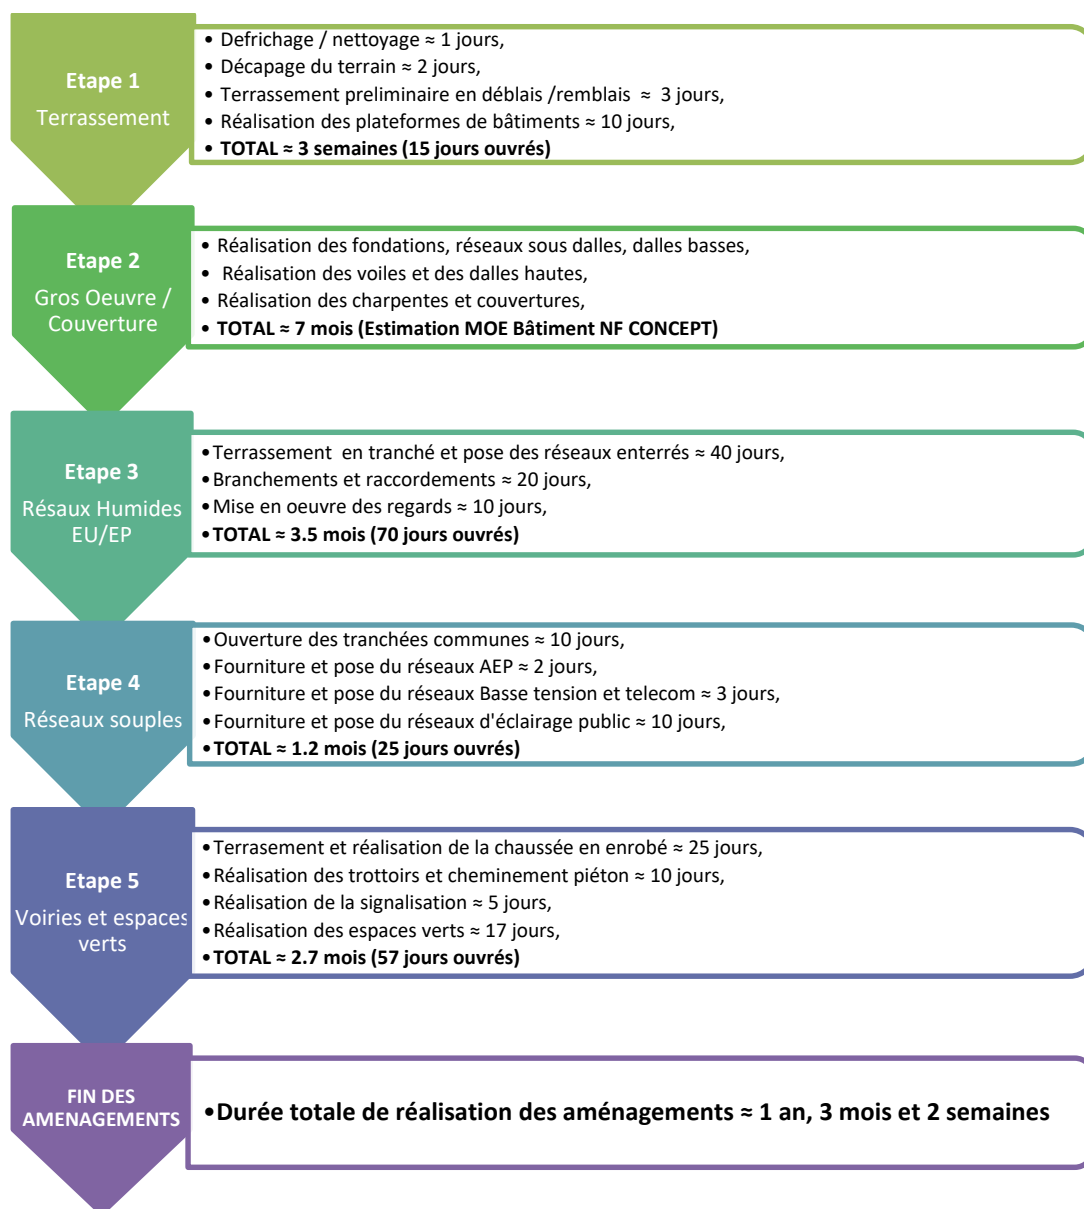 Etape 1
Terrassement
• Defrichage / nettoyage ≈ 1 jours,
• Décapage du terrain ≈ 2 jours,
• Terrassement preliminaire en déblais /remblais ≈ 3 jours,
• Réalisation des plateformes de bâtiments ≈ 10 jours,
• TOTAL ≈ 3 semaines (15 jours ouvrés)
Etape 2
Gros Oeuvre /
Couverture
• Réalisation des fondations, réseaux sous dalles, dalles basses,
• Réalisation des voiles et des dalles hautes,
• Réalisation des charpentes et couvertures,
• TOTAL ≈ 7 mois (Estimation MOE Bâtiment NF CONCEPT)
Etape 3
Résaux Humides
EU/EP
•Terrassement en tranché et pose des réseaux enterrés ≈ 40 jours,
•Branchements et raccordements ≈ 20 jours,
•Mise en oeuvre des regards ≈ 10 jours,
•TOTAL ≈ 3.5 mois (70 jours ouvrés)
Etape 4
Réseaux souples
•Ouverture des tranchées communes ≈ 10 jours,
•Fourniture et pose du réseaux AEP ≈ 2 jours,
•Fourniture et pose du réseaux Basse tension et telecom ≈ 3 jours,
•Fourniture et pose du réseaux d'éclairage public ≈ 10 jours,
•TOTAL ≈ 1.2 mois (25 jours ouvrés)
Etape 5
Voiries et espaces
verts
•Terrasement et réalisation de la chaussée en enrobé ≈ 25 jours,
•Réalisation des trottoirs et cheminement piéton ≈ 10 jours,
•Réalisation de la signalisation ≈ 5 jours,
•Réalisation des espaces verts ≈ 17 jours,
•TOTAL ≈ 2.7 mois (57 jours ouvrés)
FIN DES
AMENAGEMENTS
•Durée totale de réalisation des aménagements ≈ 1 an, 3 mois et 2 semaines